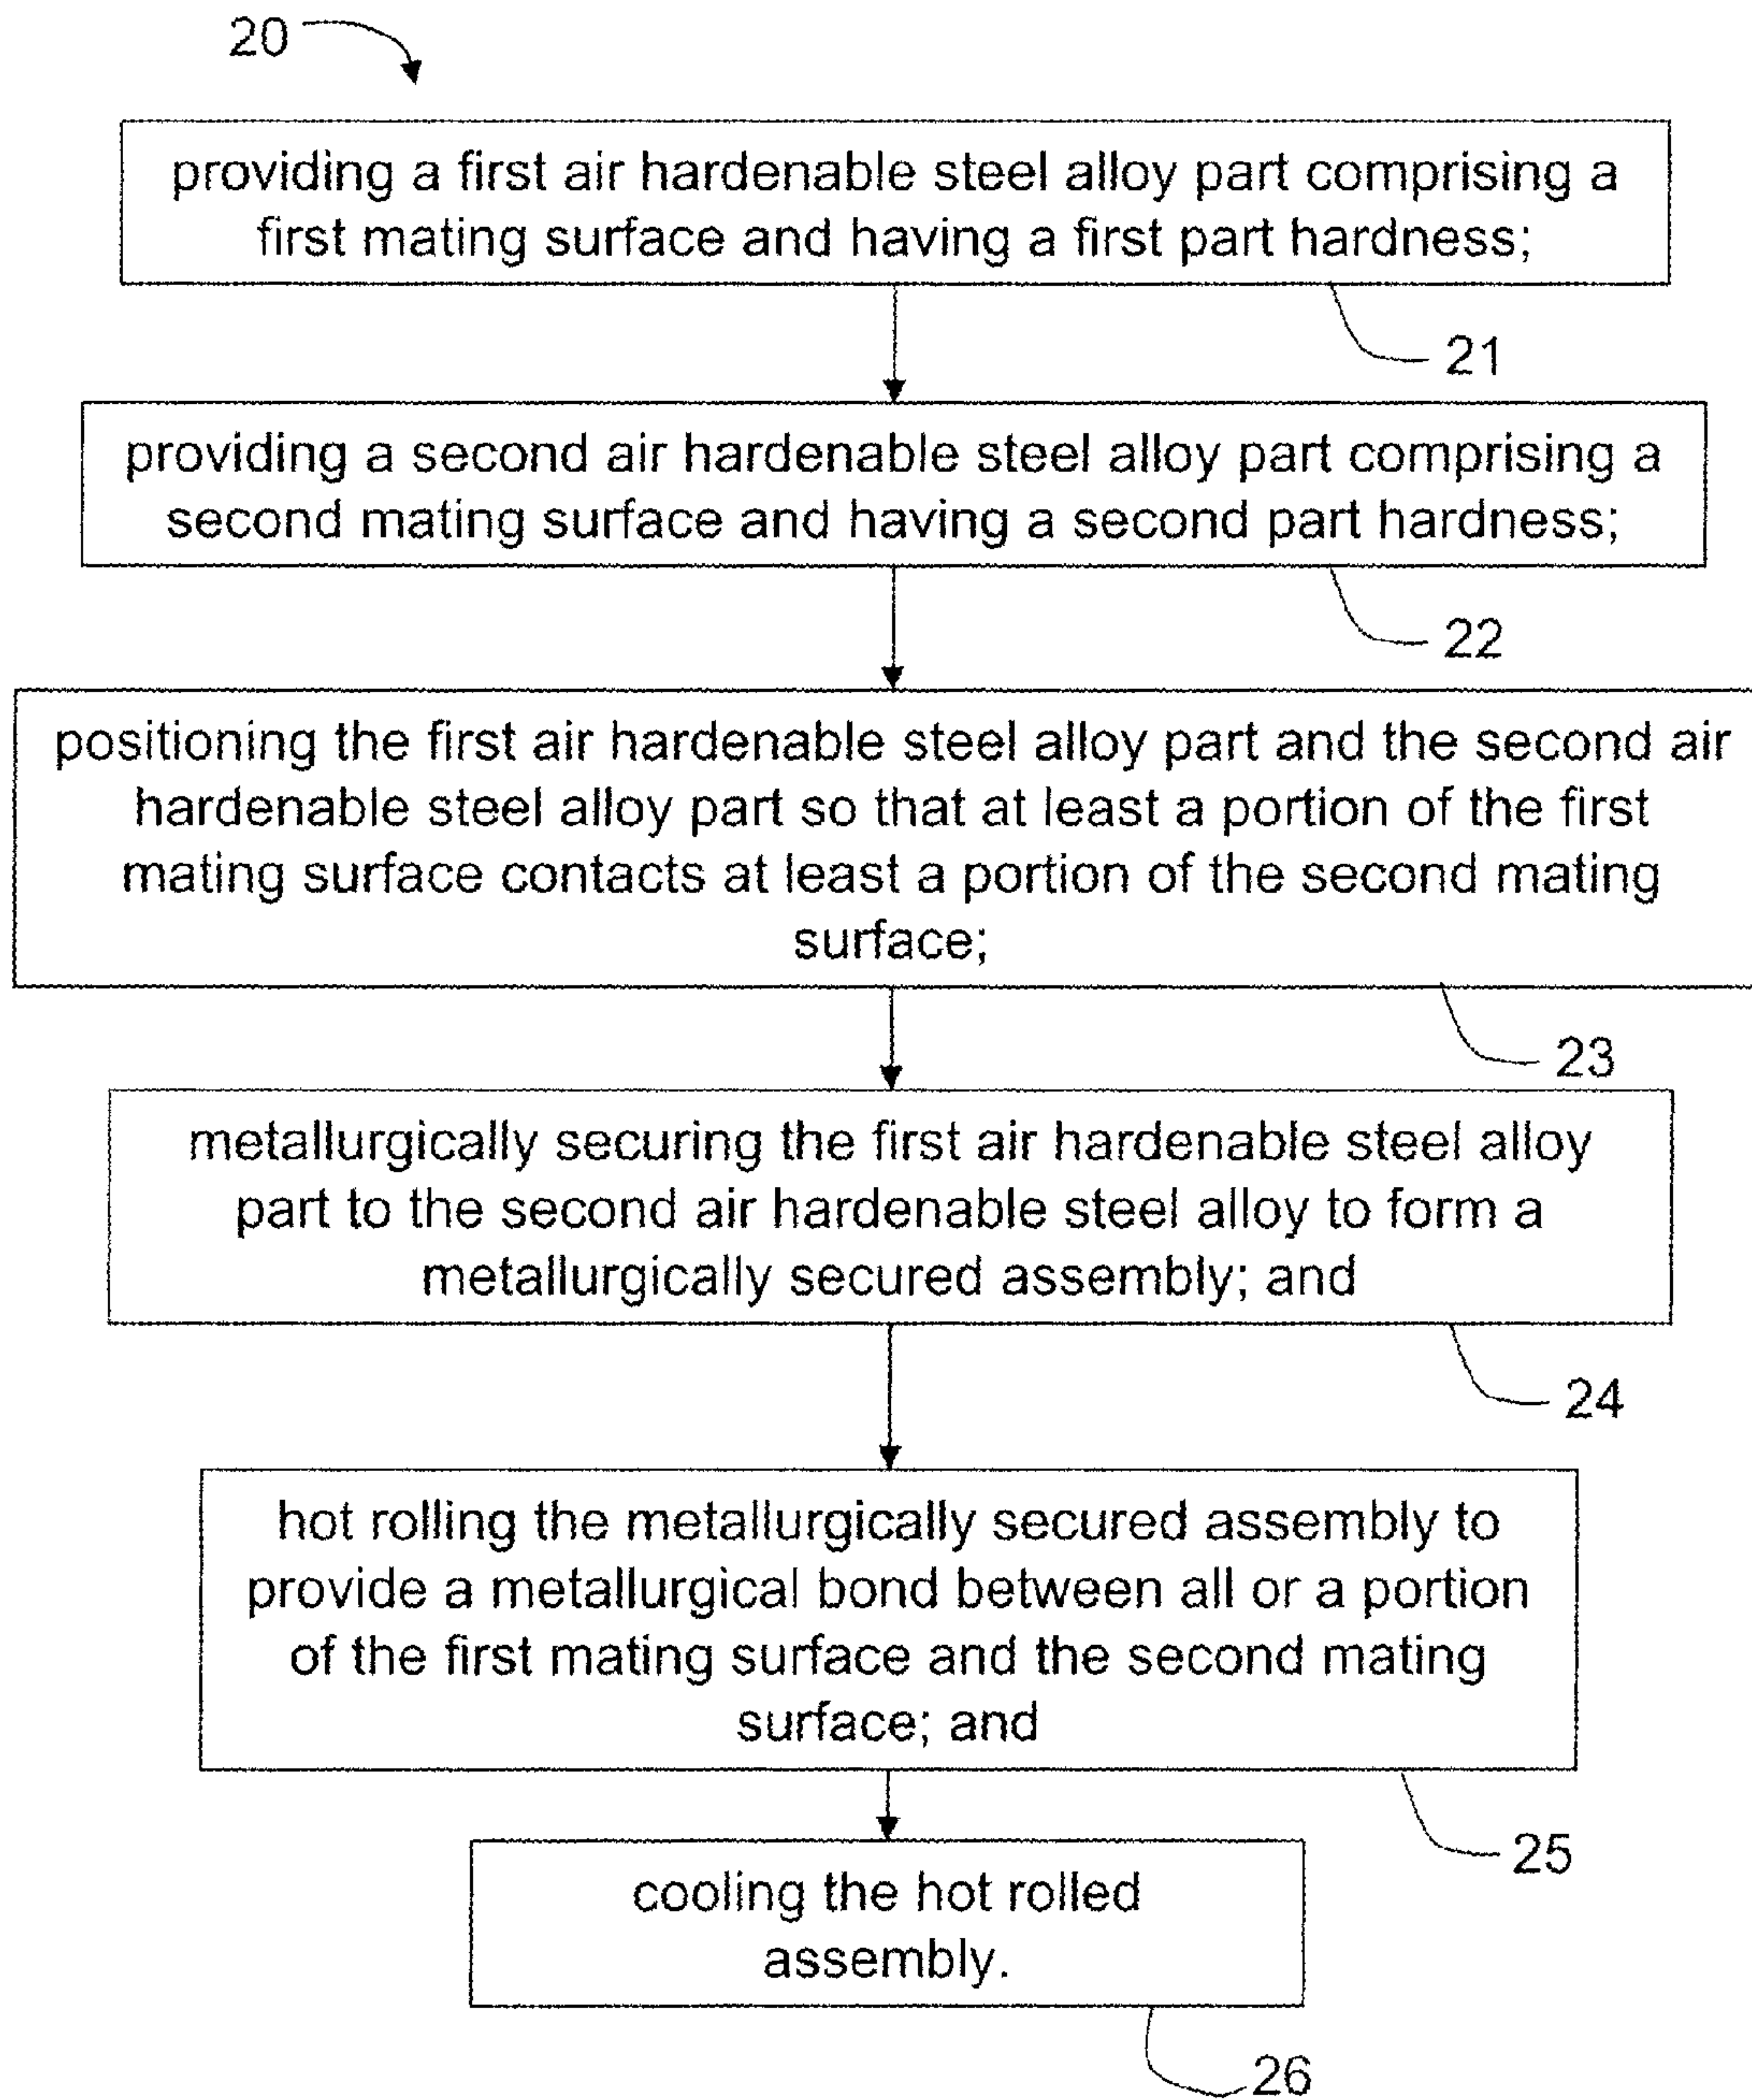 20
providing a first air hardenable steel alloy part comprising a
first mating surface and having a first part hardness;
21
providing a second air hardenable steel alloy part comprising a
second mating surface and having a second part hardness;
22
positioning the first air hardenable steel alloy part and the second air
hardenable steel alloy part so that at least a portion of the first
mating surface contacts at least a portion of the second mating
surface;
23
metallurgically securing the first air hardenable steel alloy
part to the second air hardenable steel alloy to form a
metallurgically secured assembly; and
24
hot rolling the metallurgically secured assembly to
provide a metallurgical bond between all or a portion
of the first mating surface and the second mating
surface; and
25
cooling the hot rolled
assembly.
26